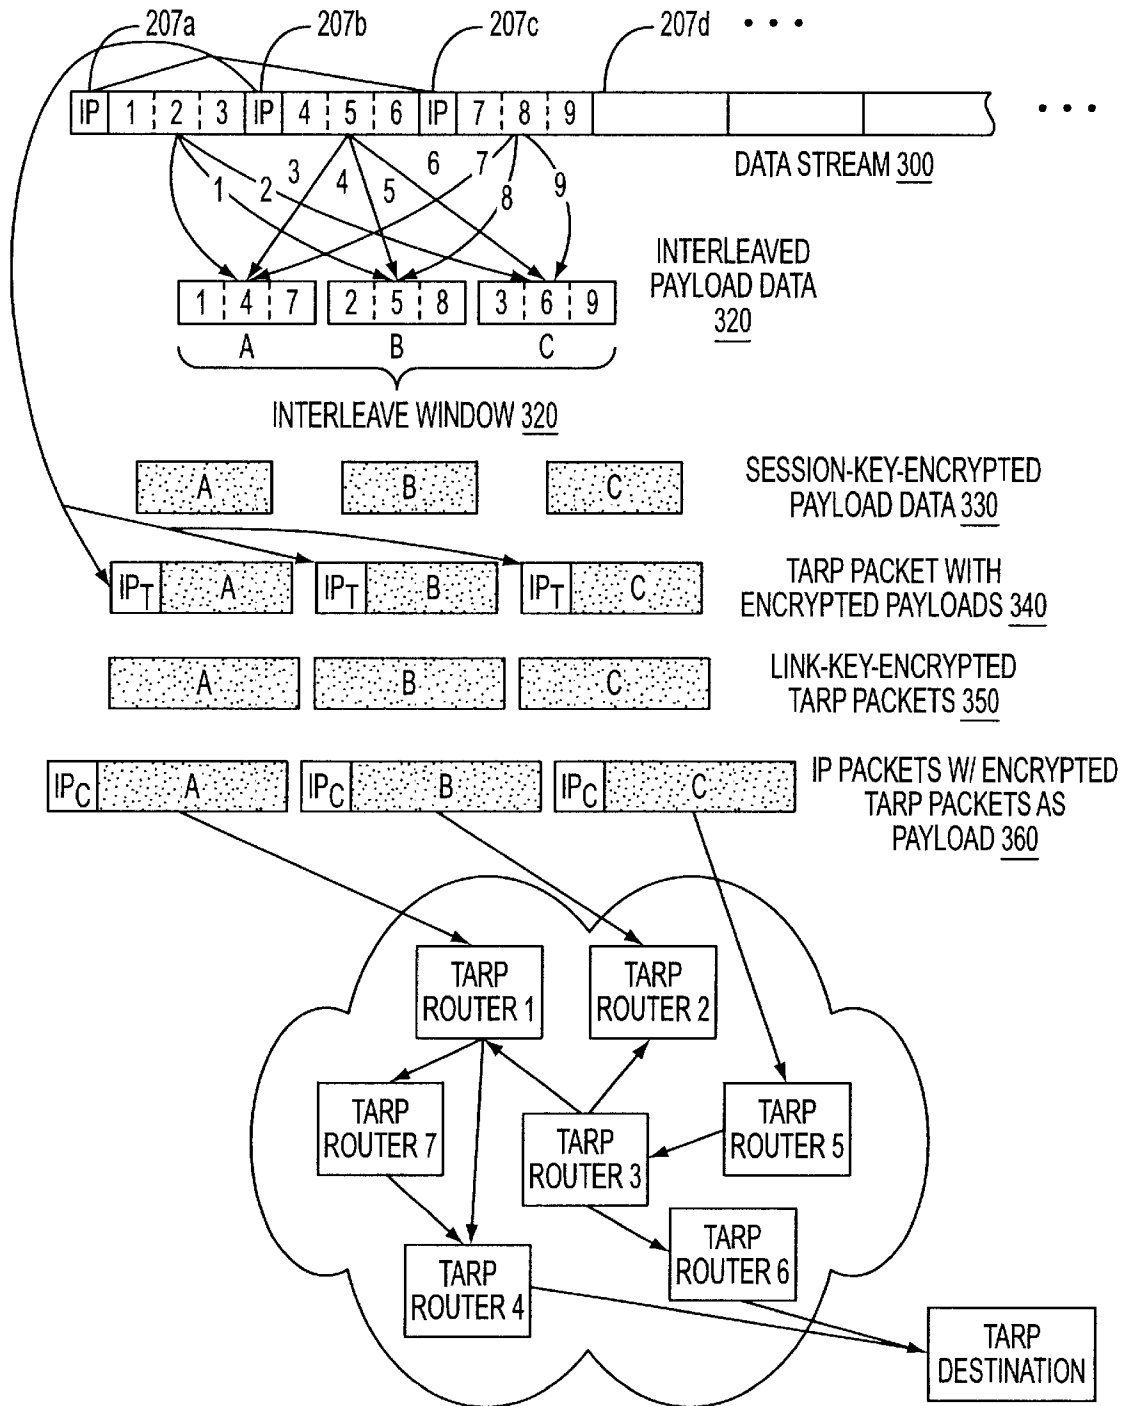 207a 207b 207c 207d • • •
IP 1 2 3 IP 4 5 6 IP 7 8 9 • • •
DATA STREAM 300
1 2 3 4 5 6 7 8 9
INTERLEAVED
PAYLOAD DATA
320
1 4 7 2 5 8 3 6 9
A B C
INTERLEAVE WINDOW 320
A B C
SESSION-KEY-ENCRYPTED
PAYLOAD DATA 330
IPT A IPT B IPT C
TARP PACKET WITH
ENCRYPTED PAYLOADS 340
A B C
LINK-KEY-ENCRYPTED
TARP PACKETS 350
IPC A IPC B IPC C
IP PACKETS W/ ENCRYPTED
TARP PACKETS AS
PAYLOAD 360
TARP
ROUTER 1
TARP
ROUTER 2
TARP
ROUTER 7
TARP
ROUTER 3
TARP
ROUTER 5
TARP
ROUTER 4
TARP
ROUTER 6
TARP
DESTINATION